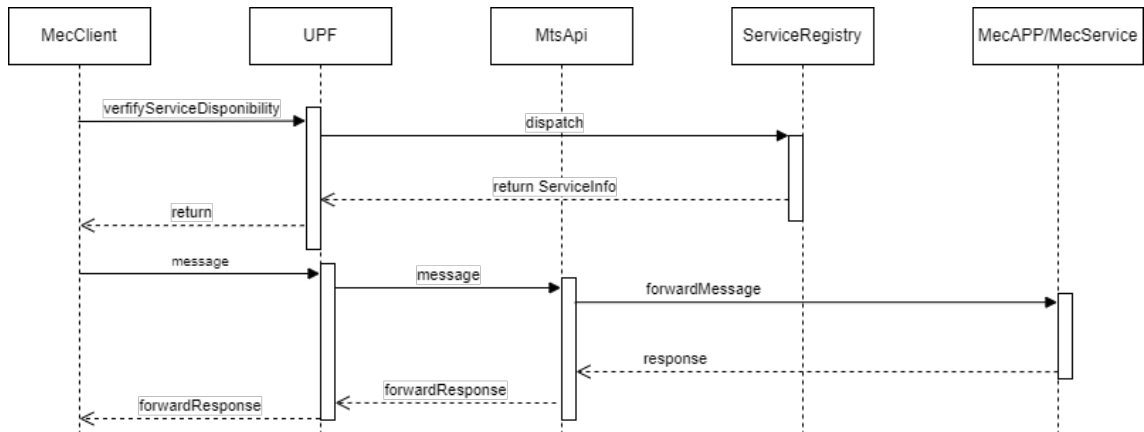 MecClient
UPF
MtsApi
ServiceRegistry
MecAPP/MecService
verfifyServiceDisponibility
dispatch
return ServiceInfo
return
message
message
forwardMessage
response
forwardResponse
forwardResponse